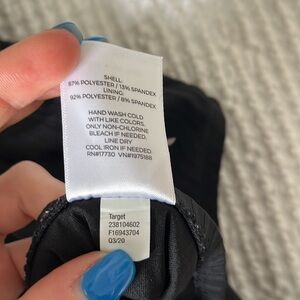 SHELL:
87% POLYESTER / 13% SPANDEX
LINING:
92% POLYESTER / 8% SPANDEX
HAND WASH COLD
WITH LIKE COLORS.
ONLY NON-CHLORINE
BLEACH IF NEEDED.
LINE DRY
COOL IRON IF NEEDED.
RN#17730 VN#1975188
Target
238104602
F16943704
03/20